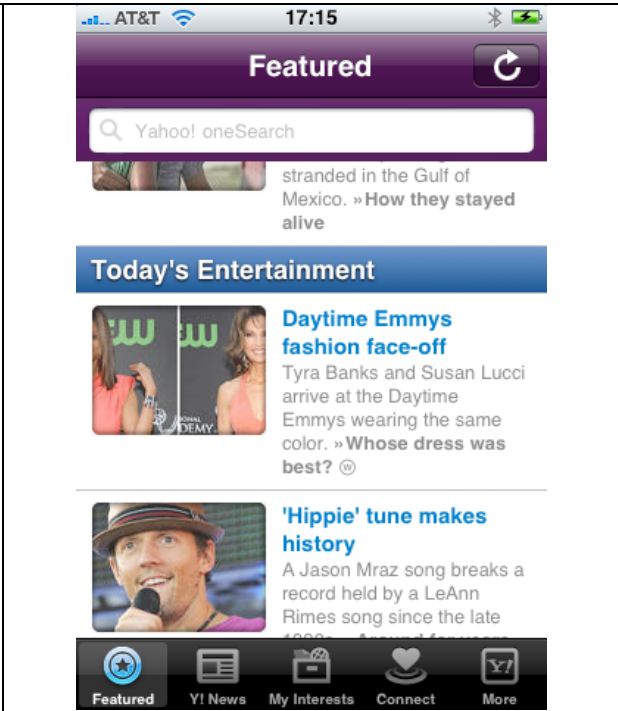 AT&T 17:15
Featured
Yahoo! oneSearch
stranded in the Gulf of
Mexico. »How they stayed
alive
Today's Entertainment
Daytime Emmys
fashion face-off
Tyra Banks and Susan Lucci
arrive at the Daytime
Emmys wearing the same
color. »Whose dress was
best? W
'Hippie' tune makes
history
A Jason Mraz song breaks a
record held by a LeAnn
Rimes song since the late
Featured Y! News My Interests Connect More